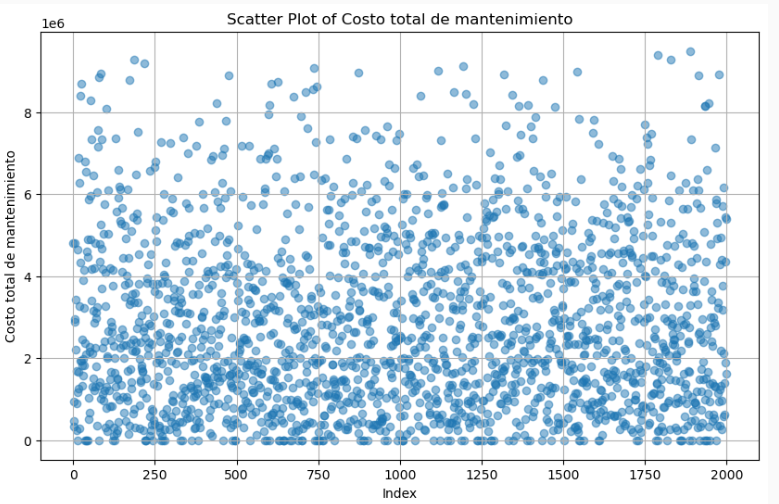 Scatter Plot of Costo total de mantenimiento
1e6
8
6
4
2
0
Costo total de mantenimiento
0 250 500 750 1000 1250 1500 1750 2000
Index